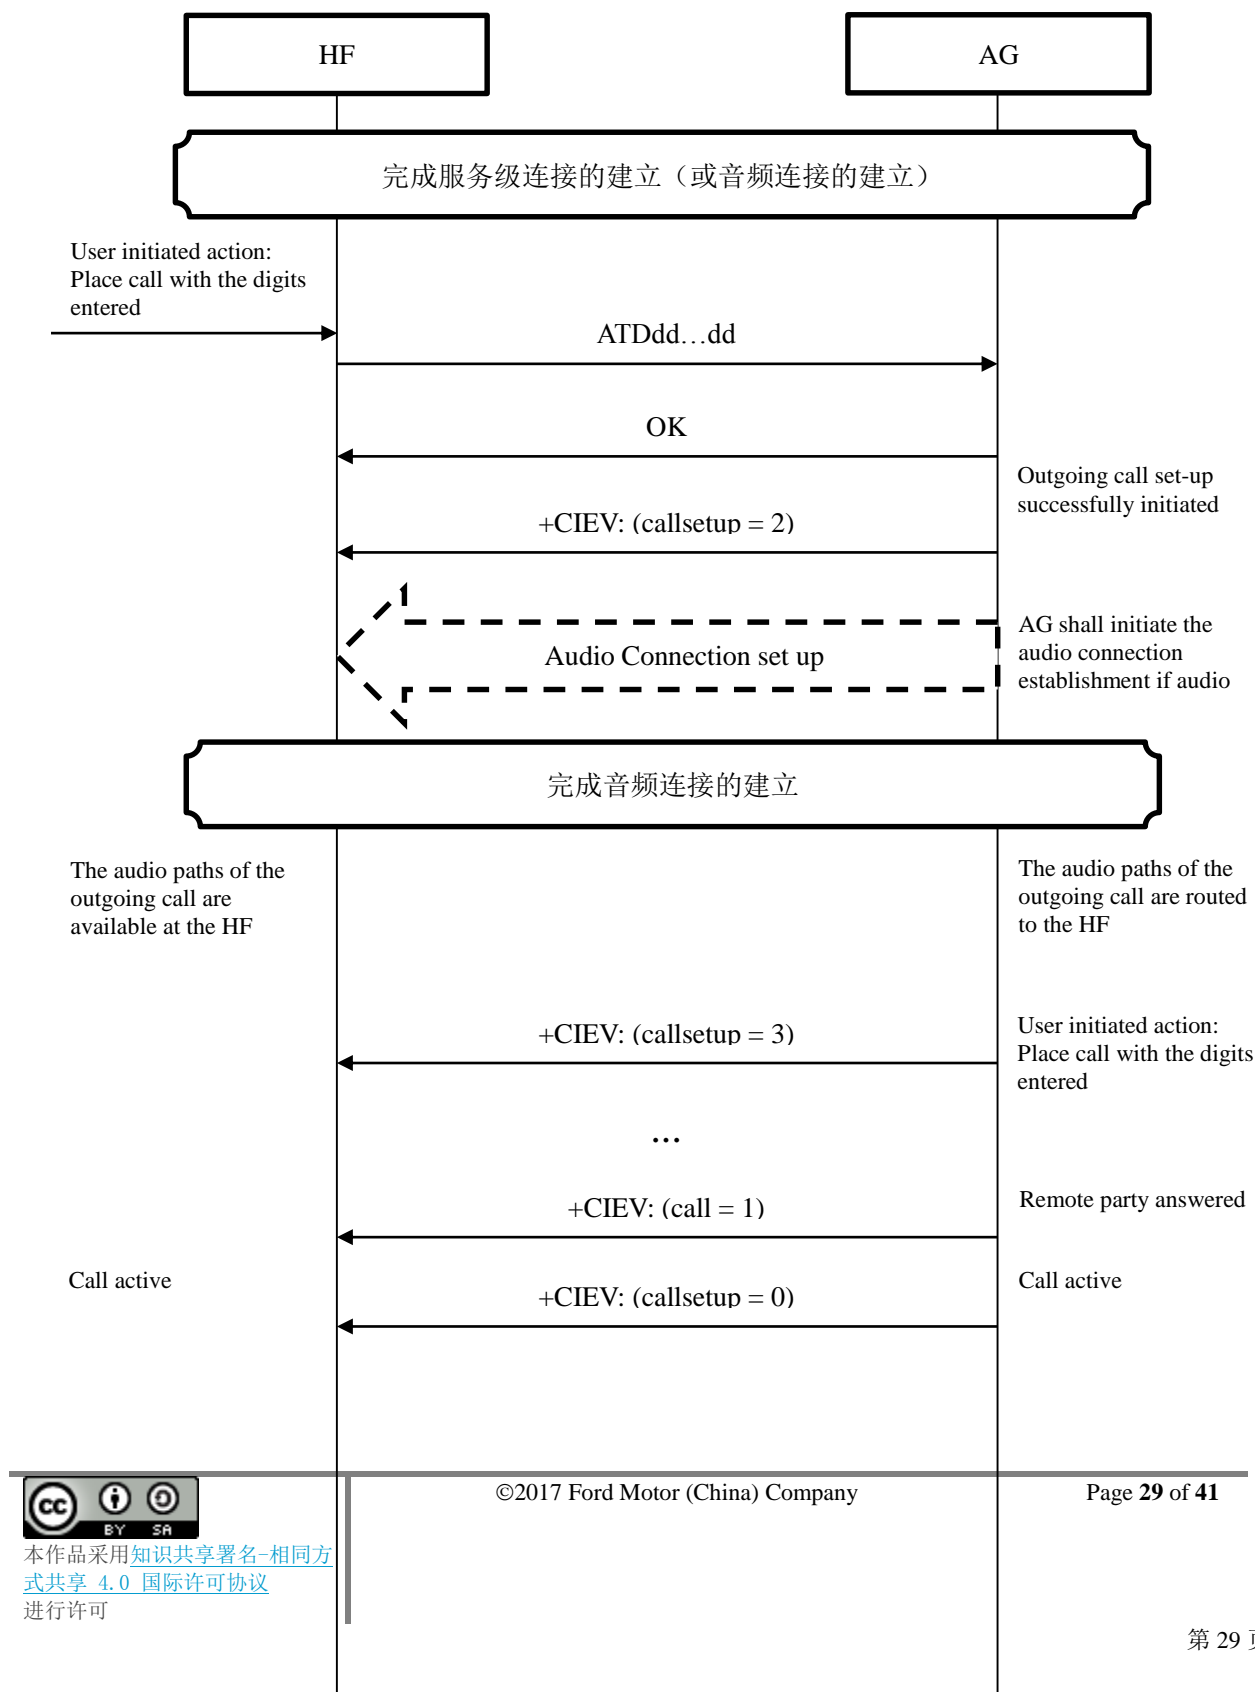 HF
AG
完成服务级连接的建立（或音频连接的建立）
User initiated action:
Place call with the digits
entered
ATDdd…dd
OK
Outgoing call set-up
successfully initiated
+CIEV: (callsetup = 2)
AG shall initiate the
audio connection
establishment if audio
Audio Connection set up
完成音频连接的建立
The audio paths of the
outgoing call are
available at the HF
The audio paths of the
outgoing call are routed
to the HF
+CIEV: (callsetup = 3)
User initiated action:
Place call with the digits
entered
…
+CIEV: (call = 1)
Remote party answered
Call active
+CIEV: (callsetup = 0)
Call active
cc BY SA
©2017 Ford Motor (China) Company
Page 29 of 41
本作品采用知识共享署名-相同方
式共享 4.0 国际许可协议
进行许可
第 29